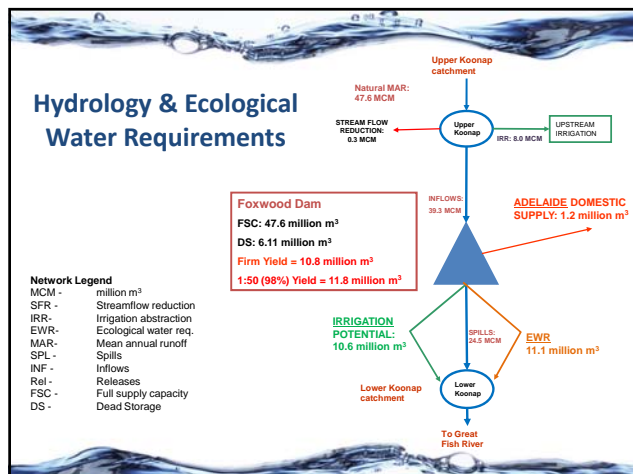 Hydrology & Ecological
Water Requirements
Upper Koonap
catchment
Natural MAR:
47.6 MCM
STREAM FLOW
REDUCTION:
0.3 MCM
Upper
Koonap
IRR: 8.0 MCM
UPSTREAM
IRRIGATION
INFLOWS:
39.3 MCM
Foxwood Dam
FSC: 47.6 million m³
DS: 6.11 million m³
Firm Yield = 10.8 million m³
1:50 (98%) Yield = 11.8 million m³
ADELAIDE DOMESTIC
SUPPLY: 1.2 million m³
Network Legend
MCM - million m³
SFR - Streamflow reduction
IRR- Irrigation abstraction
EWR- Ecological water req.
MAR- Mean annual runoff
SPL - Spills
INF - Inflows
Rel - Releases
FSC - Full supply capacity
DS - Dead Storage
IRRIGATION
POTENTIAL:
10.6 million m³
SPILLS:
24.5 MCM
EWR
11.1 million m³
Lower Koonap
catchment
Lower
Koonap
To Great
Fish River